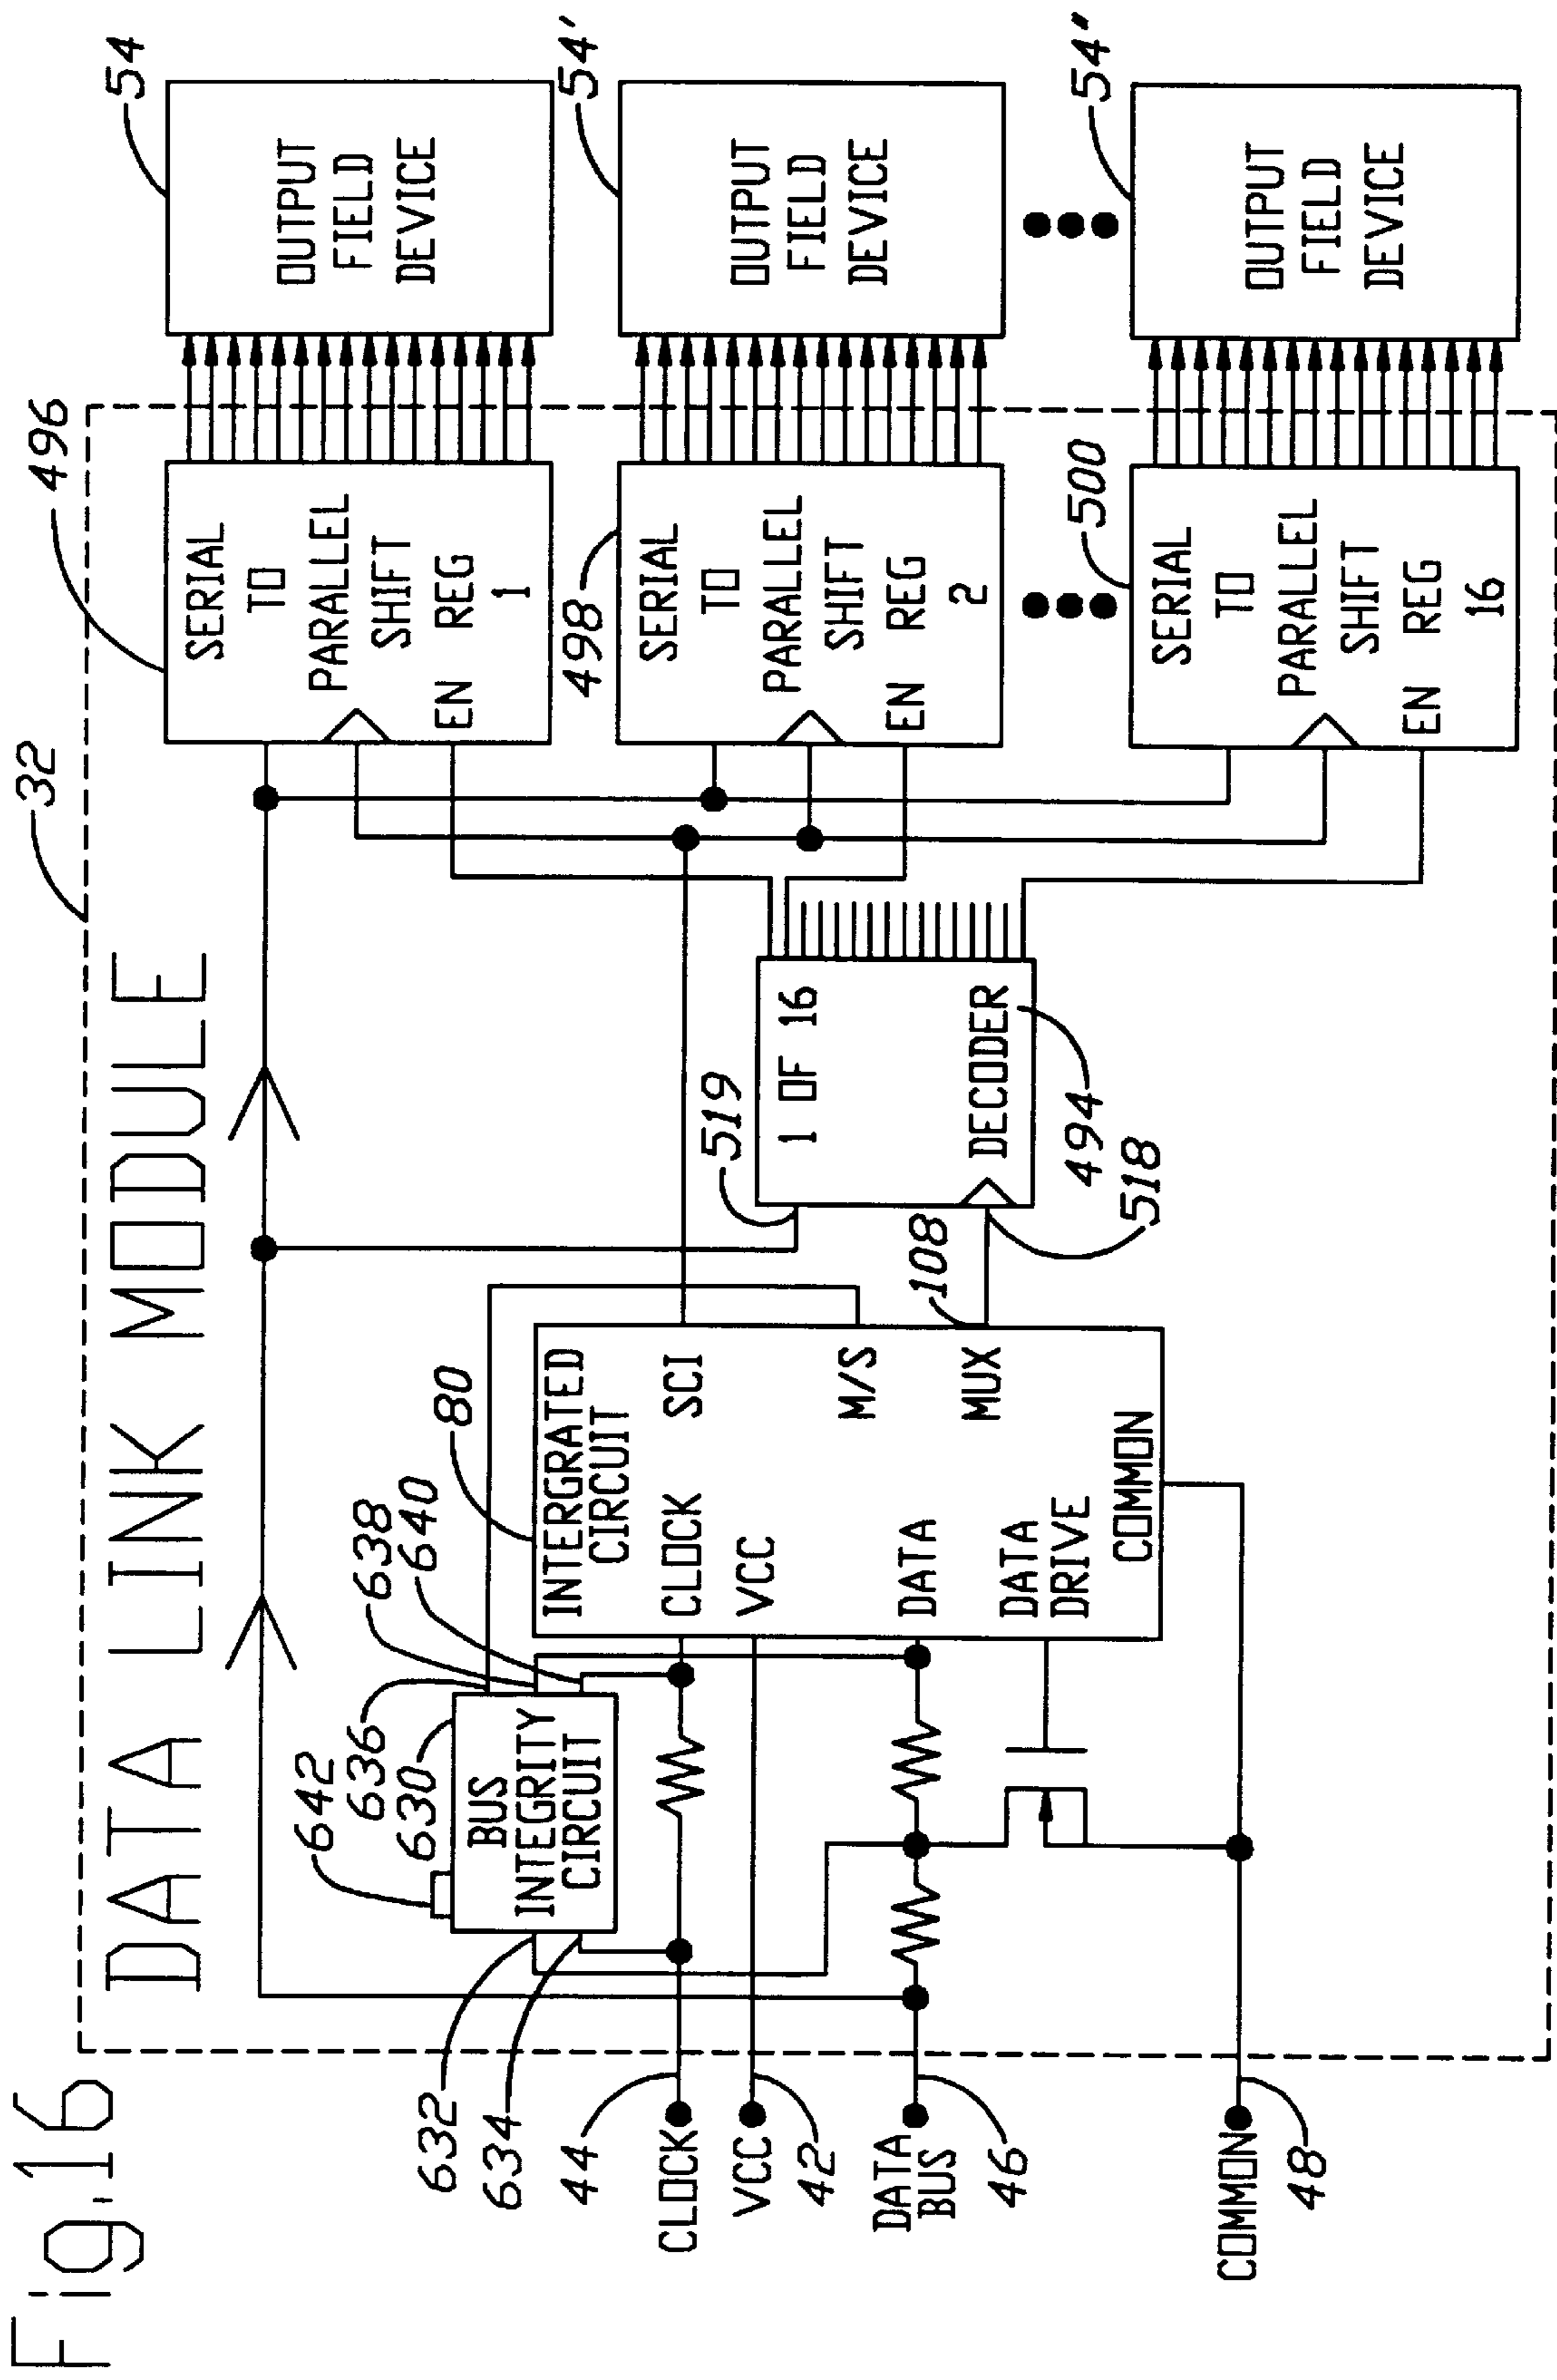 Fig.16
DATA LINK MODULE
32
496
54
SERIAL
TO
PARALLEL
SHIFT
EN REG
1
OUTPUT
FIELD
DEVICE
498
54'
SERIAL
TO
PARALLEL
SHIFT
EN REG
2
OUTPUT
FIELD
DEVICE
500
54"
SERIAL
TO
PARALLEL
SHIFT
EN REG
16
OUTPUT
FIELD
DEVICE
642
636
630
638
640
BUS
INTEGRITY
CIRCUIT
632
634
80
INTERGRATED
CIRCUIT
CLOCK SCI
VCC
M/S
DATA
MUX
DATA
DRIVE
COMMON
519
108
1 OF 16
DECODER
494
518
44
CLOCK
VCC
42
DATA
BUS
46
COMMON
48